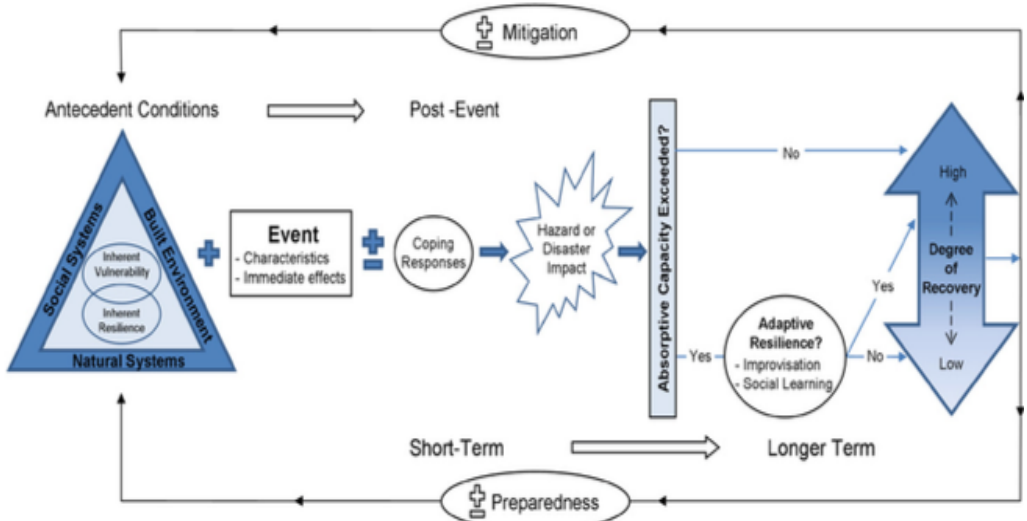 Mitigation
Antecedent Conditions
Post -Event
Social Systems
Built Environment
Natural Systems
Inherent
Vulnerability
Inherent
Resilience
Event
- Characteristics
- Immediate effects
Coping
Responses
Hazard or
Disaster
Impact
Absorptive Capacity Exceeded?
No
Yes
Adaptive
Resilience?
- Improvisation
- Social Learning
Yes
No
High
Degree
of
Recovery
Low
Short-Term
Longer Term
Preparedness